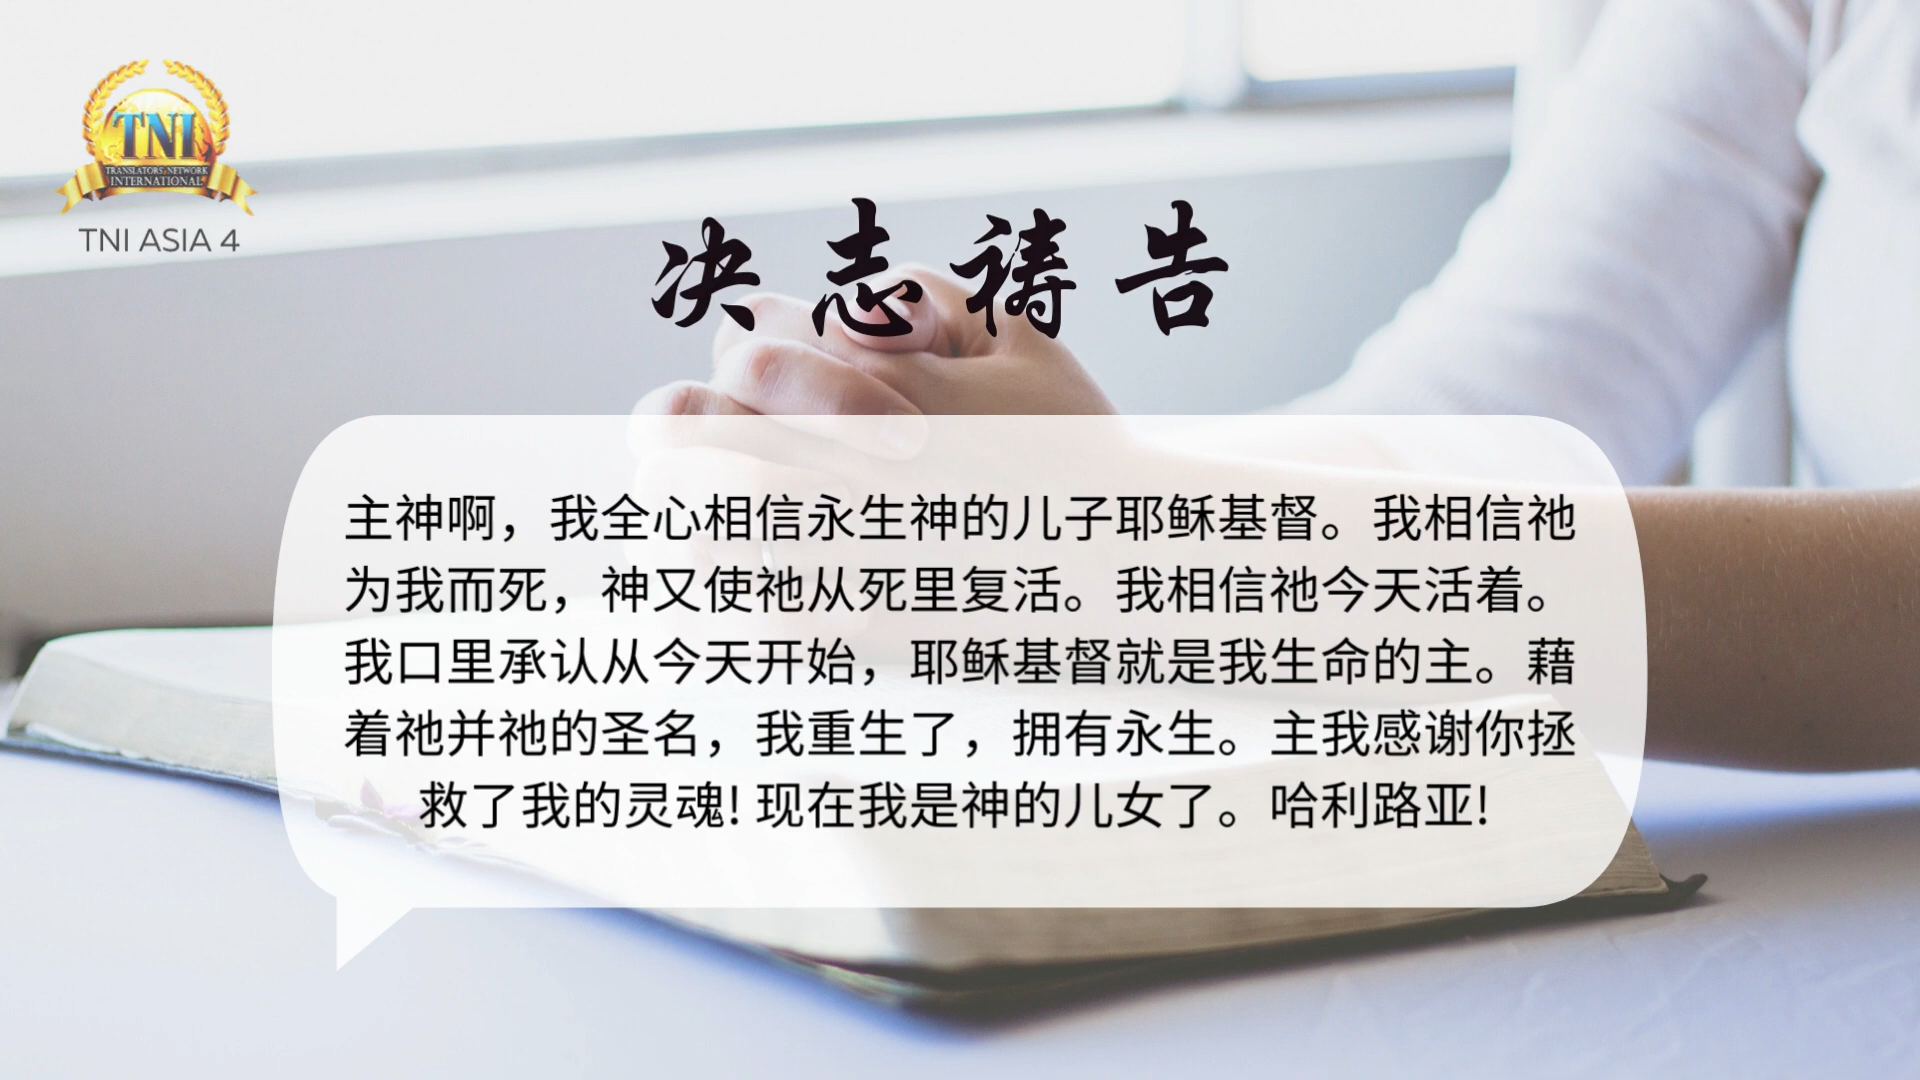 TNI
TRANSLATORS NETWORK
INTERNATIONAL
TNI ASIA 4
决志祷告
主神啊，我全心相信永生神的儿子耶稣基督。我相信祂
为我而死，神又使祂从死里复活。我相信祂今天活着。
我口里承认从今天开始，耶稣基督就是我生命的主。藉
着祂并祂的圣名，我重生了，拥有永生。主我感谢你拯
救了我的灵魂! 现在我是神的儿女了。哈利路亚!